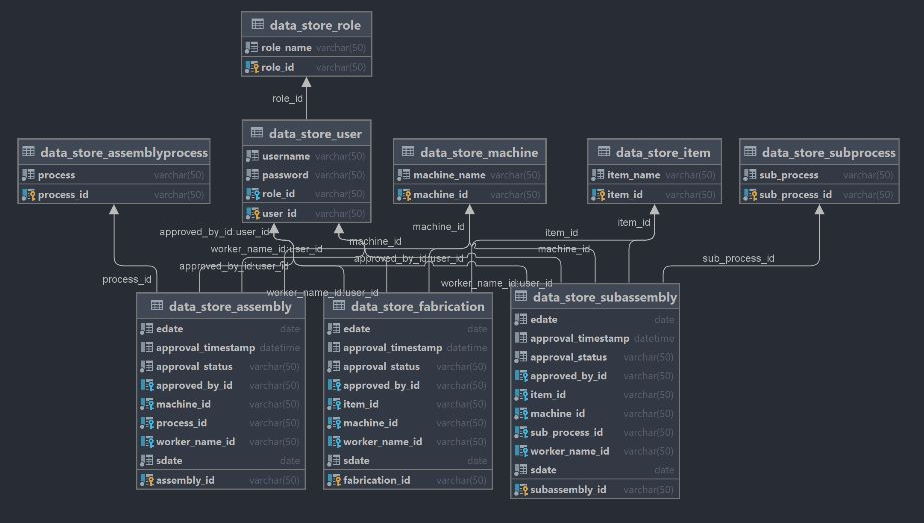 data_store_role
role_name varchar(50)
role_id varchar(50)
role_id
data_store_assemblyprocess
process varchar(50)
process_id varchar(50)
data_store_user
username varchar(50)
password varchar(50)
role_id varchar(50)
user_id varchar(50)
data_store_machine
machine_name varchar(50)
machine_id varchar(50)
data_store_item
item_name varchar(50)
item_id varchar(50)
data_store_subprocess
sub_process varchar(50)
sub_process_id varchar(50)
approved_by_id:user_id
machine_id
item_id
item_id
worker_name_id:user_id
machine_id
machine_id
approved_by_id:user_id
approved_by_id:user_id
sub_process_id
process_id
worker_name_id:user_id
worker_name_id:user_id
data_store_assembly
edate date
approval_timestamp datetime
approval_status varchar(50)
approved_by_id varchar(50)
machine_id varchar(50)
process_id varchar(50)
worker_name_id varchar(50)
sdate date
assembly_id varchar(50)
data_store_fabrication
edate date
approval_timestamp datetime
approval_status varchar(50)
approved_by_id varchar(50)
item_id varchar(50)
machine_id varchar(50)
worker_name_id varchar(50)
sdate date
fabrication_id varchar(50)
data_store_subassembly
edate date
approval_timestamp datetime
approval_status varchar(50)
approved_by_id varchar(50)
item_id varchar(50)
machine_id varchar(50)
sub_process_id varchar(50)
worker_name_id varchar(50)
sdate date
subassembly_id varchar(50)